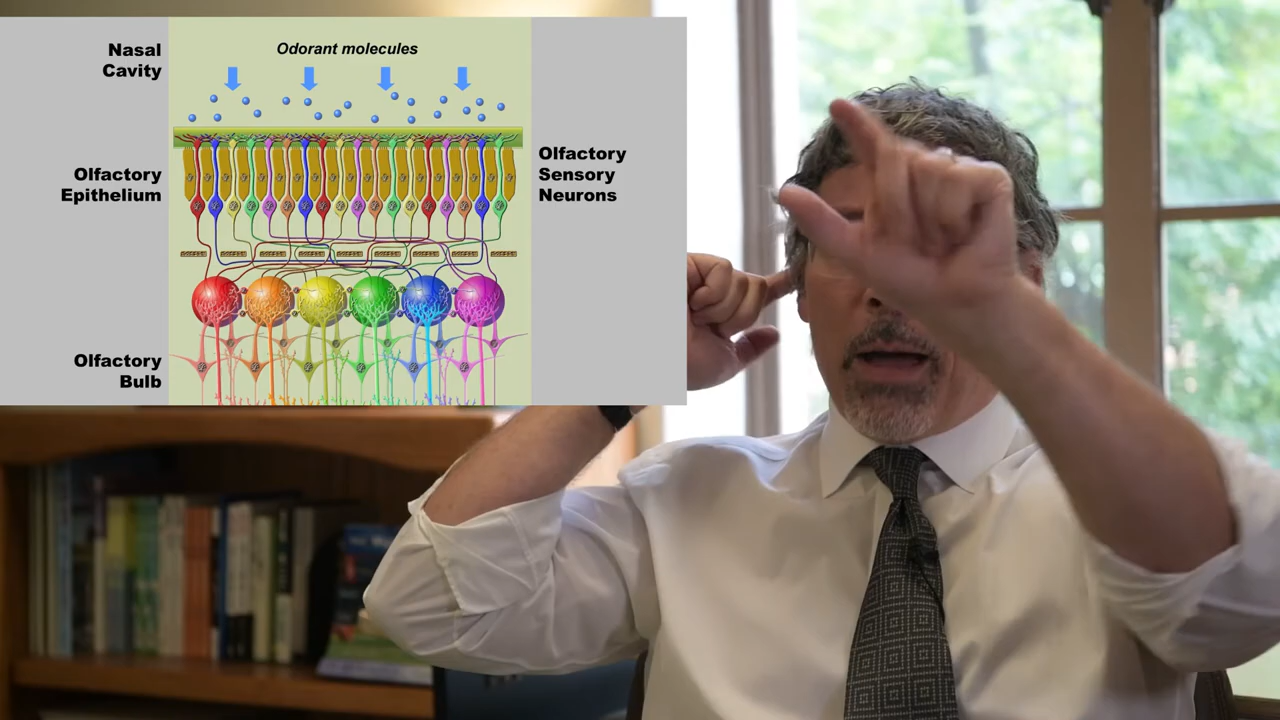 Nasal
Cavity
Odorant molecules
Olfactory
Epithelium
Olfactory
Sensory
Neurons
Olfactory
Bulb